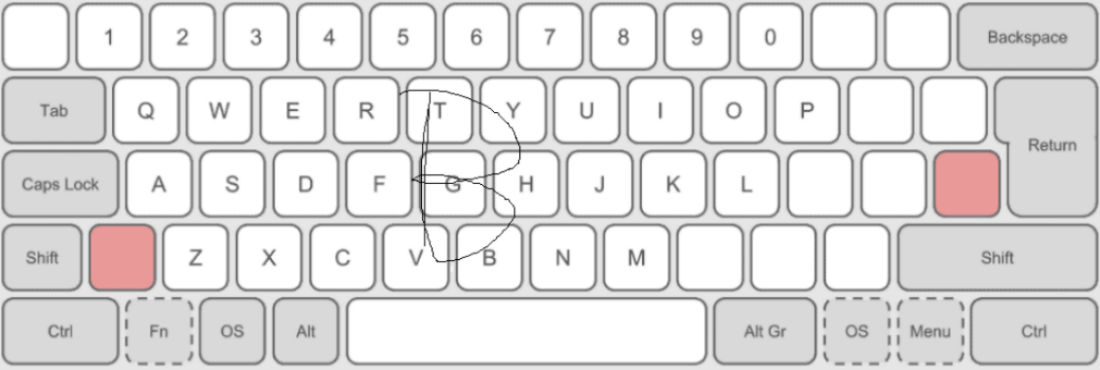 1 2 3 4 5 6 7 8 9 0 Backspace
Tab Q W E R T Y U I O P Return
Caps Lock A S D F G H J K L
Shift Z X C V B N M Shift
Ctrl Fn OS Alt Alt Gr OS Menu Ctrl
B